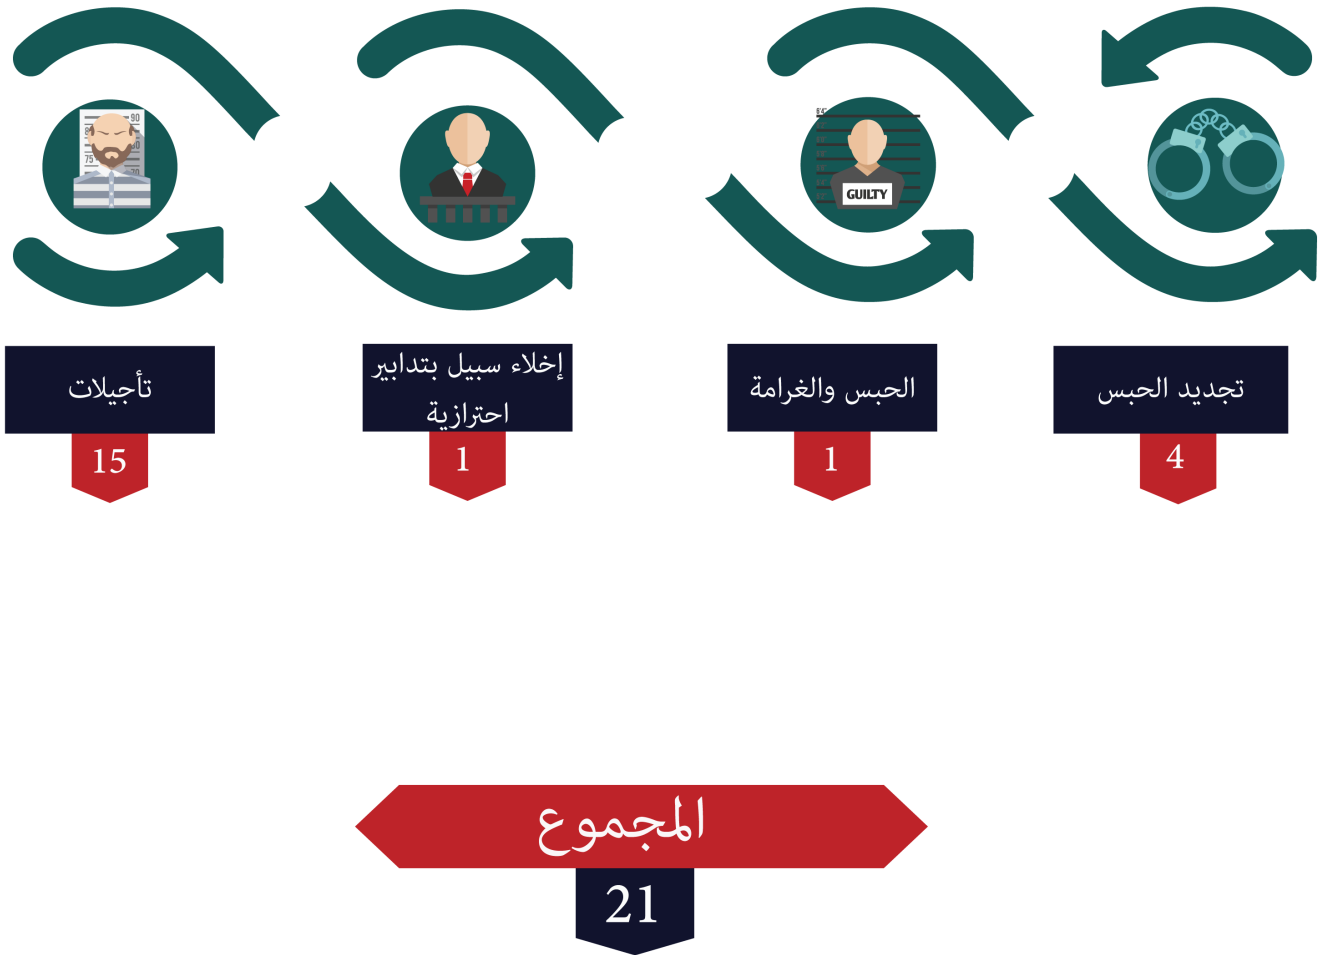 GUILTY
تجديد الحبس
4
الحبس والغرامة
1
إخلاء سبيل بتدابير
احترازية
1
تأجيلات
15
المجموع
21